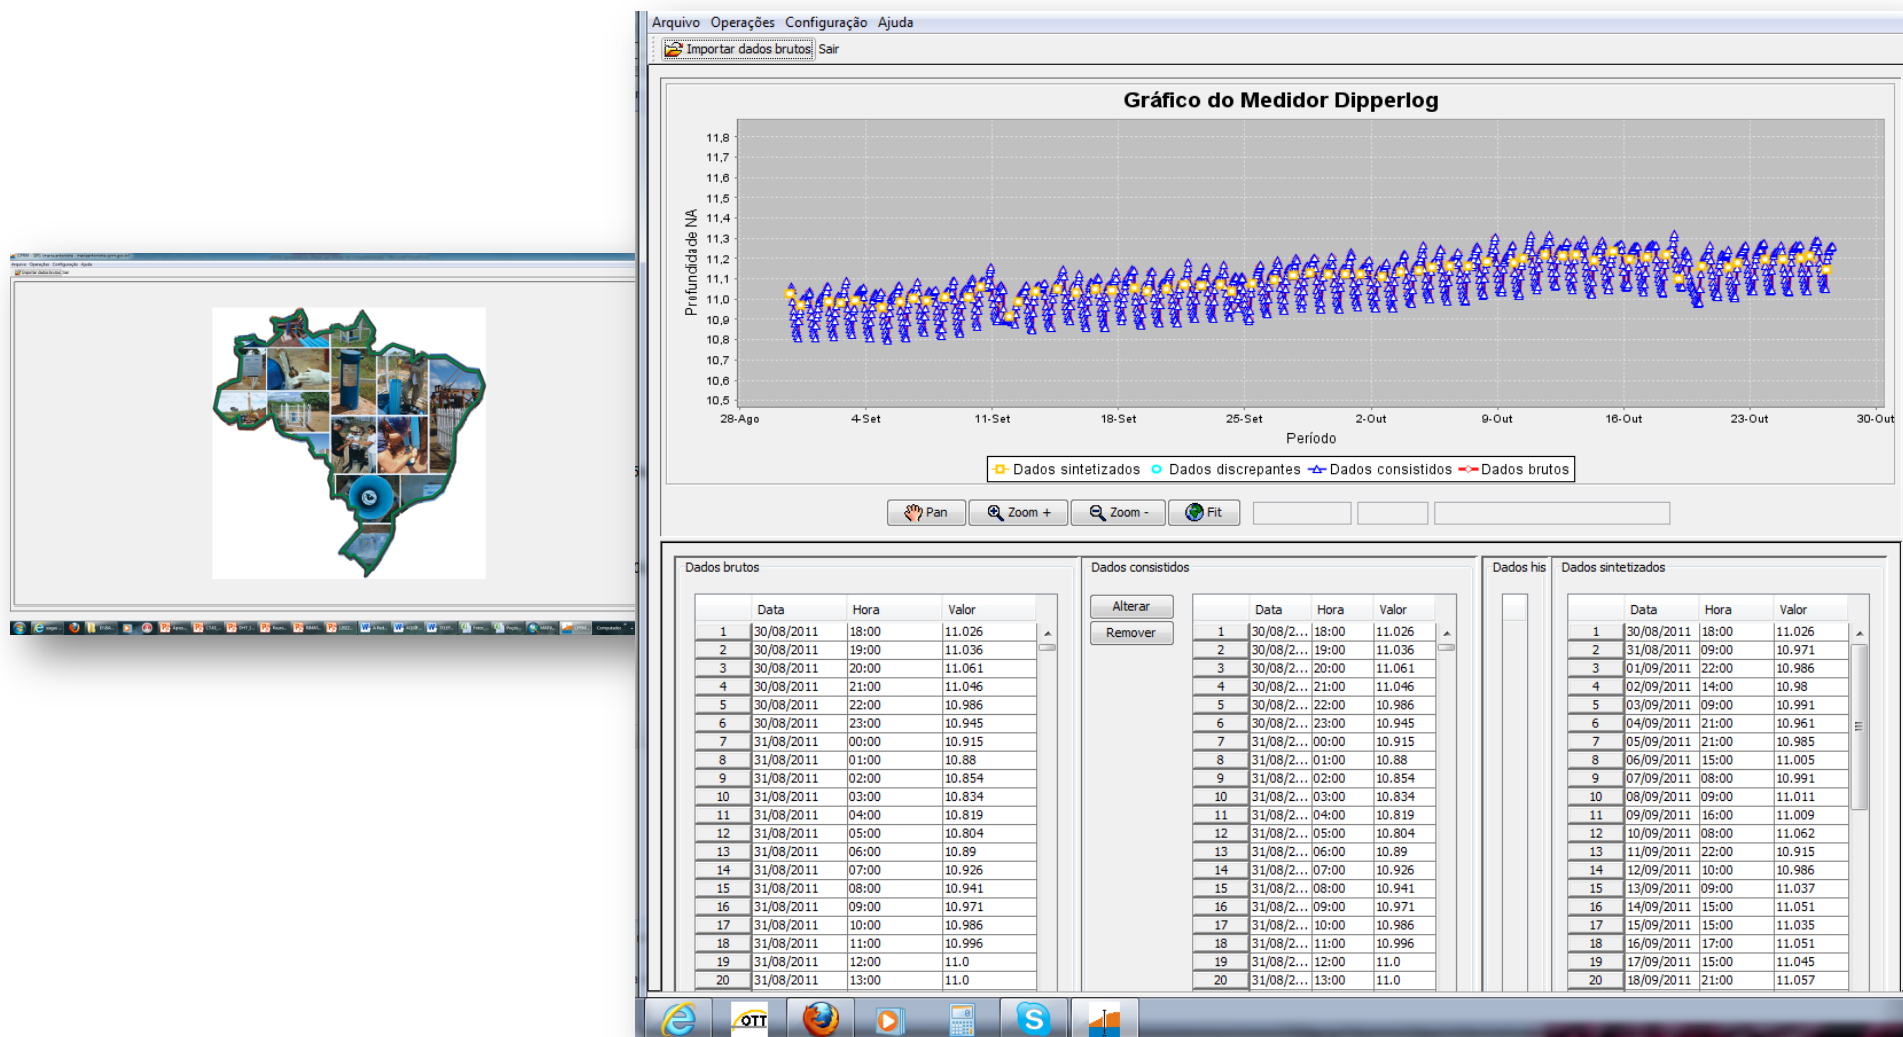 Arquivo Operações Configuração Ajuda
Importar dados brutos Sair
Arquivo Operações Configuração Ajuda
Importar dados brutos Sair
Gráfico do Medidor Dipperlog
Profundidade NA
11,8
11,7
11,6
11,5
11,4
11,3
11,2
11,1
11,0
10,9
10,8
10,7
10,6
10,5
28-Ago 4-Set 11-Set 18-Set 25-Set 2-Out 9-Out 16-Out 23-Out 30-Out
Período
Dados sintetizados Dados discrepantes Dados consistidos Dados brutos
Pan Zoom + Zoom - Fit
Dados brutos
Data Hora Valor
1 30/08/2011 18:00 11.026
2 30/08/2011 19:00 11.036
3 30/08/2011 20:00 11.061
4 30/08/2011 21:00 11.046
5 30/08/2011 22:00 10.986
6 30/08/2011 23:00 10.945
7 31/08/2011 00:00 10.915
8 31/08/2011 01:00 10.88
9 31/08/2011 02:00 10.854
10 31/08/2011 03:00 10.834
11 31/08/2011 04:00 10.819
12 31/08/2011 05:00 10.804
13 31/08/2011 06:00 10.89
14 31/08/2011 07:00 10.926
15 31/08/2011 08:00 10.941
16 31/08/2011 09:00 10.971
17 31/08/2011 10:00 10.986
18 31/08/2011 11:00 10.996
19 31/08/2011 12:00 11.0
20 31/08/2011 13:00 11.0
Dados consistidos
Alterar
Remover
Data Hora Valor
1 30/08/2... 18:00 11.026
2 30/08/2... 19:00 11.036
3 30/08/2... 20:00 11.061
4 30/08/2... 21:00 11.046
5 30/08/2... 22:00 10.986
6 30/08/2... 23:00 10.945
7 31/08/2... 00:00 10.915
8 31/08/2... 01:00 10.88
9 31/08/2... 02:00 10.854
10 31/08/2... 03:00 10.834
11 31/08/2... 04:00 10.819
12 31/08/2... 05:00 10.804
13 31/08/2... 06:00 10.89
14 31/08/2... 07:00 10.926
15 31/08/2... 08:00 10.941
16 31/08/2... 09:00 10.971
17 31/08/2... 10:00 10.986
18 31/08/2... 11:00 10.996
19 31/08/2... 12:00 11.0
20 31/08/2... 13:00 11.0
Dados his
Dados sintetizados
Data Hora Valor
1 30/08/2011 18:00 11.026
2 31/08/2011 09:00 10.971
3 01/09/2011 22:00 10.986
4 02/09/2011 14:00 10.98
5 03/09/2011 09:00 10.991
6 04/09/2011 21:00 10.961
7 05/09/2011 21:00 10.985
8 06/09/2011 15:00 11.005
9 07/09/2011 08:00 10.991
10 08/09/2011 09:00 11.011
11 09/09/2011 16:00 11.009
12 10/09/2011 08:00 11.062
13 11/09/2011 22:00 10.915
14 12/09/2011 10:00 10.986
15 13/09/2011 09:00 11.037
16 14/09/2011 15:00 11.051
17 15/09/2011 15:00 11.035
18 16/09/2011 17:00 11.051
19 17/09/2011 15:00 11.045
20 18/09/2011 21:00 11.057
OTT